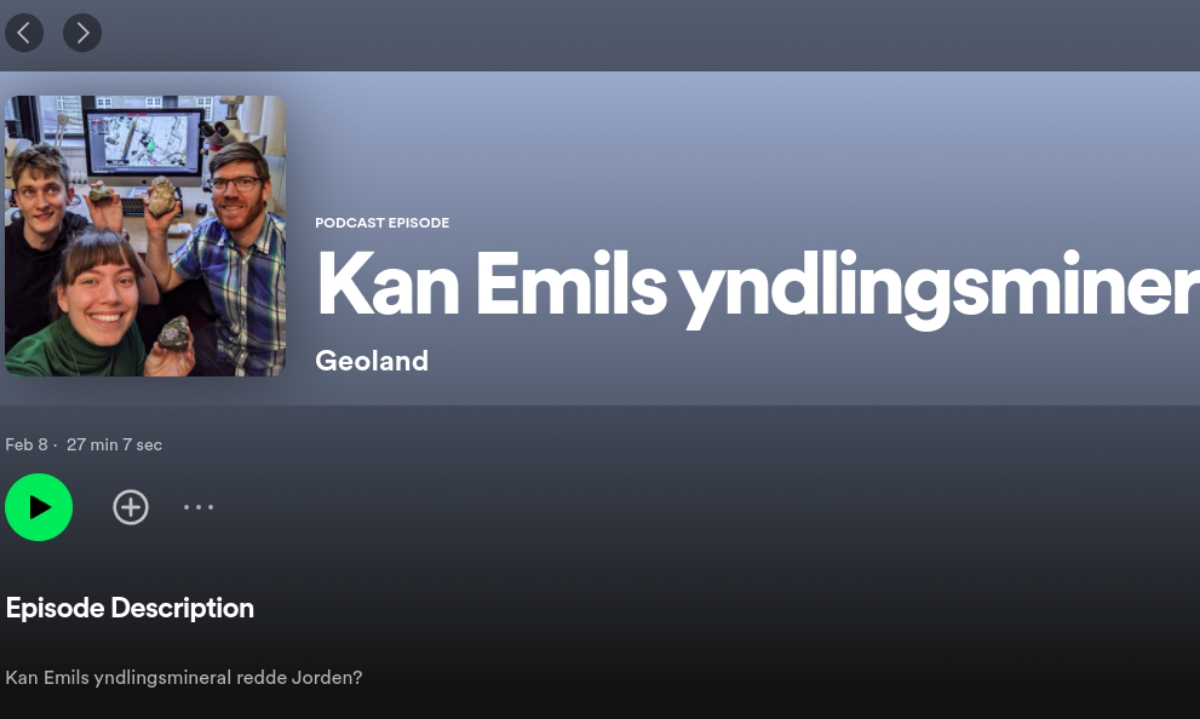 PODCAST EPISODE
Kan Emils yndlingsminer
Geoland
Feb 8 · 27 min 7 sec
Episode Description
Kan Emils yndlingsmineral redde Jorden?